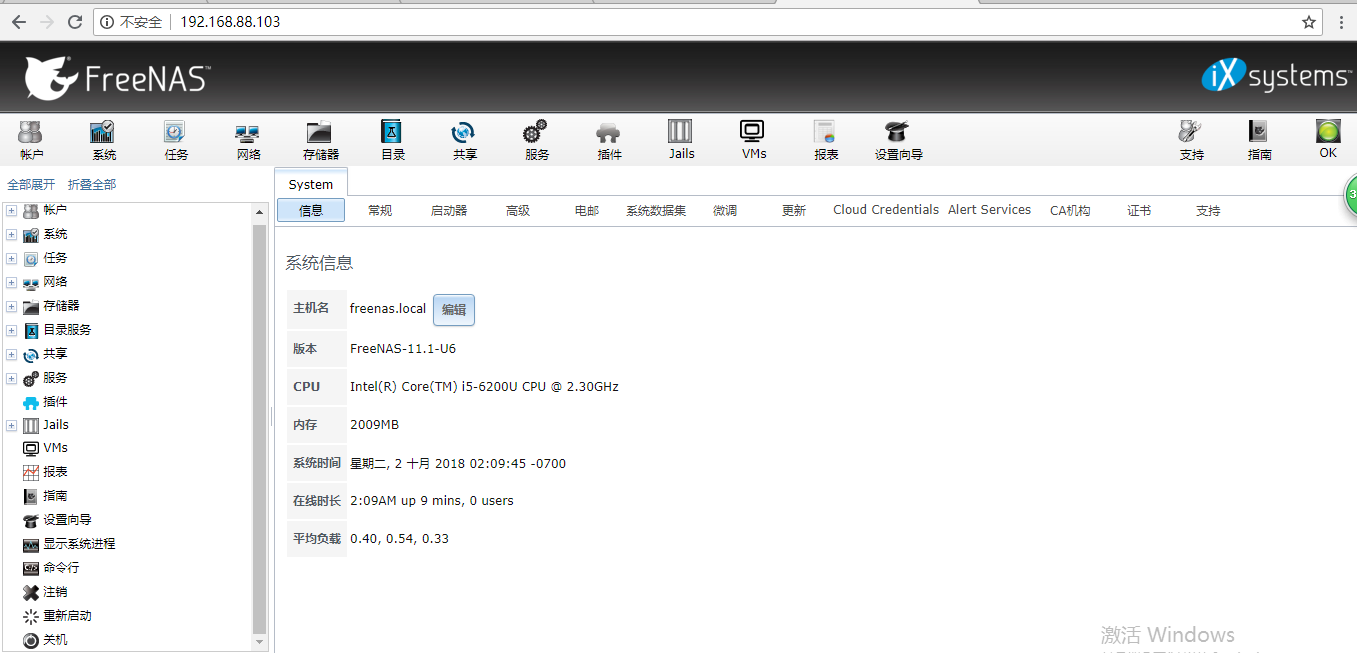 不安全 192.168.88.103
FreeNAS™
iXsystems™
帐户 系统 任务 网络 存储器 目录 共享 服务 插件 Jails VMs 报表 设置向导 支持 指南 OK
全部展开 折叠全部
帐户
系统
任务
网络
存储器
目录服务
共享
服务
插件
Jails
VMs
报表
指南
设置向导
显示系统进程
命令行
注销
重新启动
关机
System
信息 常规 启动器 高级 电邮 系统数据集 微调 更新 Cloud Credentials Alert Services CA机构 证书 支持
系统信息
主机名 freenas.local 编辑
版本 FreeNAS-11.1-U6
CPU Intel(R) Core(TM) i5-6200U CPU @ 2.30GHz
内存 2009MB
系统时间 星期二, 2 十月 2018 02:09:45 -0700
在线时长 2:09AM up 9 mins, 0 users
平均负载 0.40, 0.54, 0.33
激活 Windows